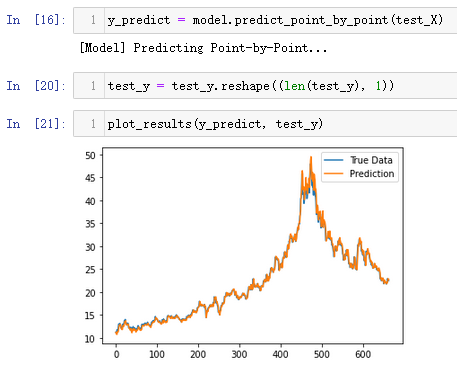 In [16]: 1 y_predict = model.predict_point_by_point(test_X)
[Model] Predicting Point-by-Point...
In [20]: 1 test_y = test_y.reshape((len(test_y), 1))
In [21]: 1 plot_results(y_predict, test_y)
True Data
Prediction
50
45
40
35
30
25
20
15
10
0 100 200 300 400 500 600